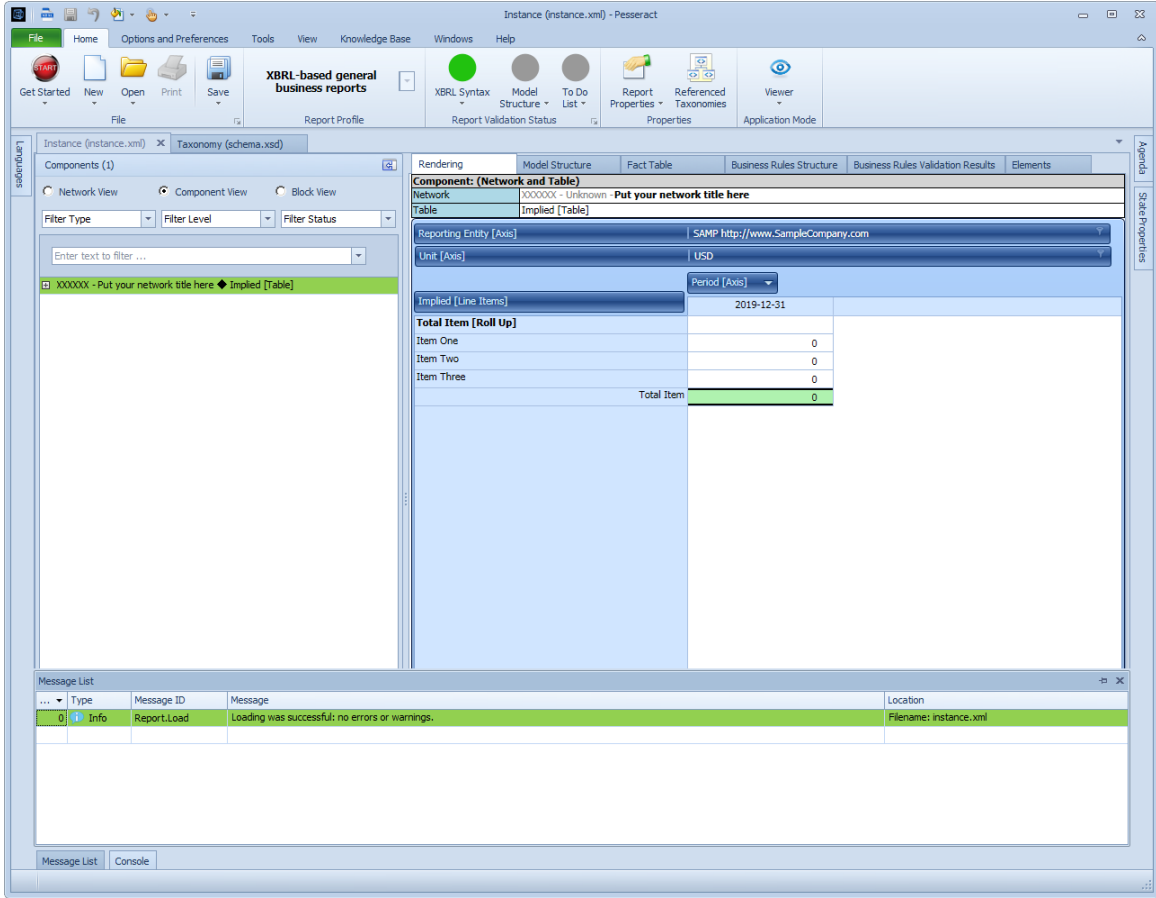 Instance (instance.xml) - Pesseract
File Home Options and Preferences Tools View Knowledge Base Windows Help
START
Get Started New Open Print Save
XBRL-based general
business reports
XBRL Syntax Model
Structure To Do
List Report
Properties Referenced
Taxonomies Viewer
File Report Profile Report Validation Status Properties Application Mode
Languages
Instance (instance.xml) Taxonomy (schema.xsd)
Agenda
State Properties
Components (1)
Network View Component View Block View
Filter Type Filter Level Filter Status
Enter text to filter ...
XXXXXX - Put your network title here ◆ Implied [Table]
Rendering Model Structure Fact Table Business Rules Structure Business Rules Validation Results Elements
Component: (Network and Table)
Network XXXXXX - Unknown - Put your network title here
Table Implied [Table]
Reporting Entity [Axis] SAMP http://www.SampleCompany.com
Unit [Axis] USD
Period [Axis]
Implied [Line Items] 2019-12-31
Total Item [Roll Up]
Item One 0
Item Two 0
Item Three 0
Total Item 0
Message List
... Type Message ID Message Location
0 Info Report.Load Loading was successful: no errors or warnings. Filename: instance.xml
Message List Console